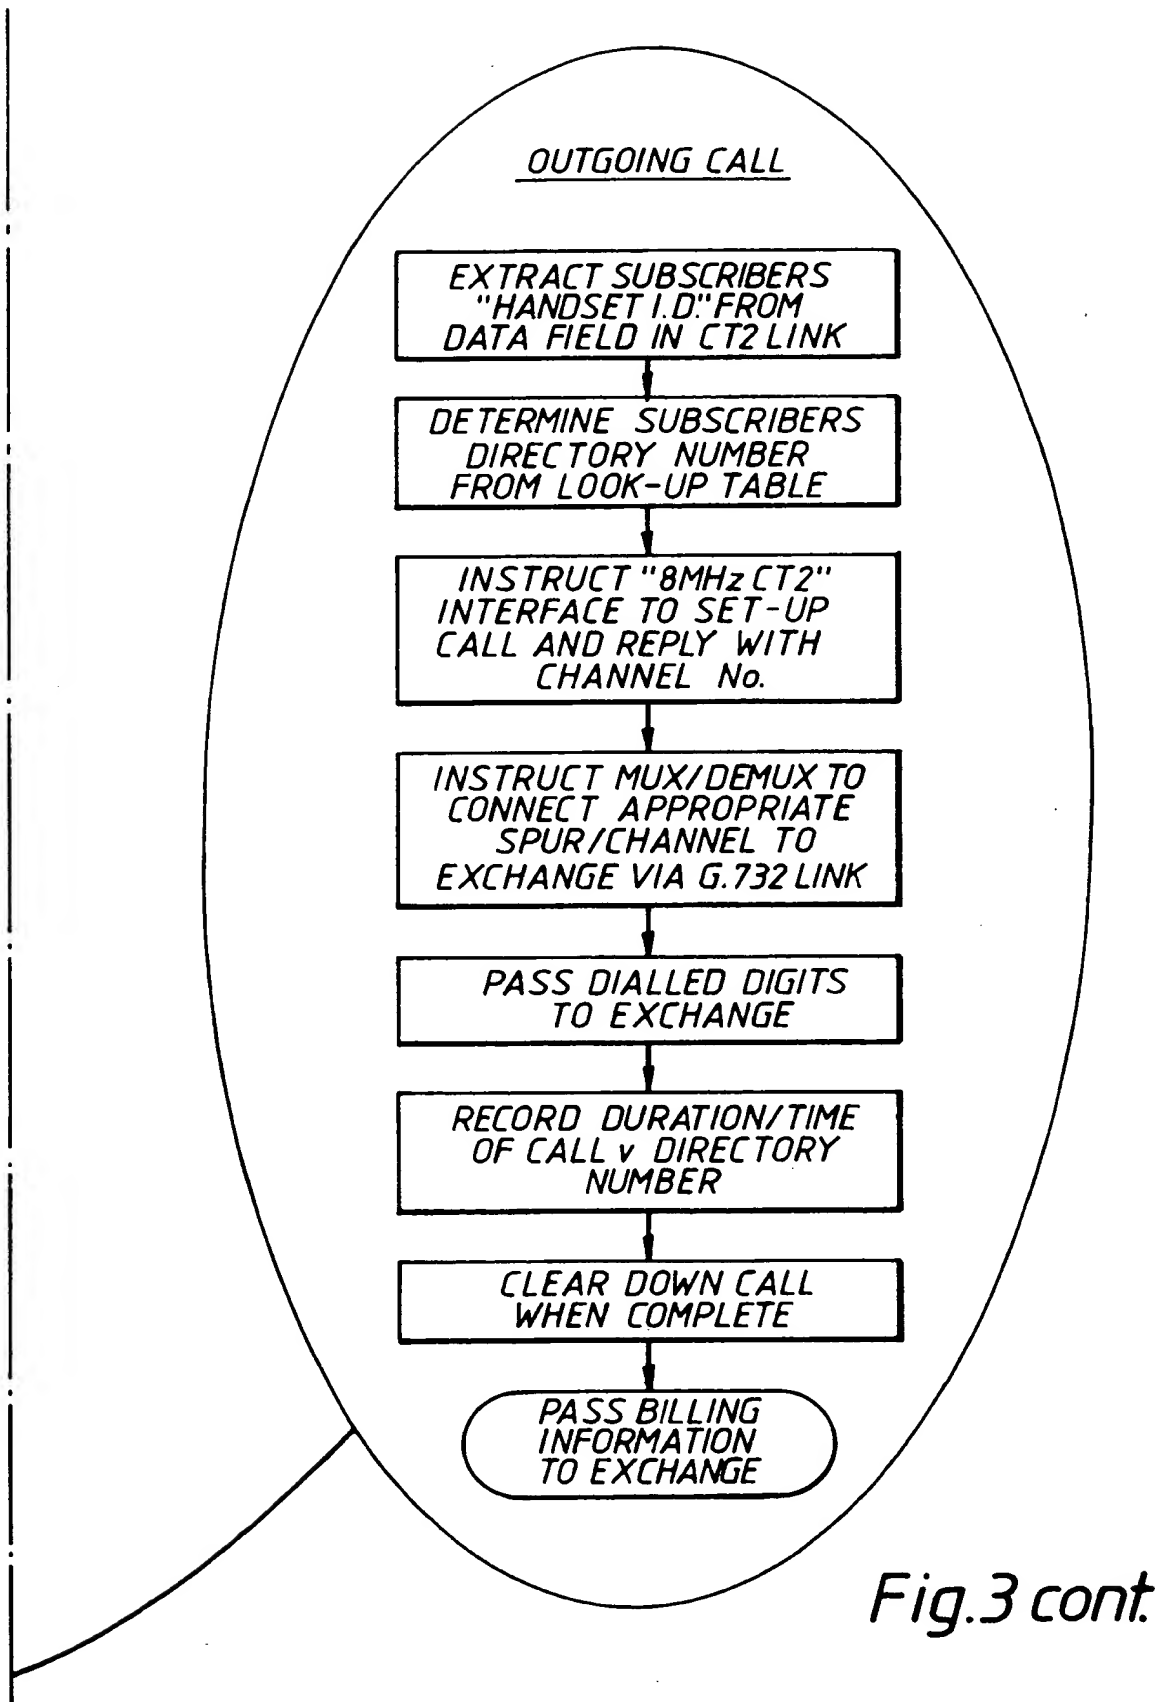 OUTGOING CALL
EXTRACT SUBSCRIBERS
"HANDSET I.D." FROM
DATA FIELD IN CT2 LINK
DETERMINE SUBSCRIBERS
DIRECTORY NUMBER
FROM LOOK-UP TABLE
INSTRUCT "8MHz CT2"
INTERFACE TO SET-UP
CALL AND REPLY WITH
CHANNEL No.
INSTRUCT MUX/DEMUX TO
CONNECT APPROPRIATE
SPUR/CHANNEL TO
EXCHANGE VIA G.732 LINK
PASS DIALLED DIGITS
TO EXCHANGE
RECORD DURATION/TIME
OF CALL v DIRECTORY
NUMBER
CLEAR DOWN CALL
WHEN COMPLETE
PASS BILLING
INFORMATION
TO EXCHANGE
Fig.3 cont.